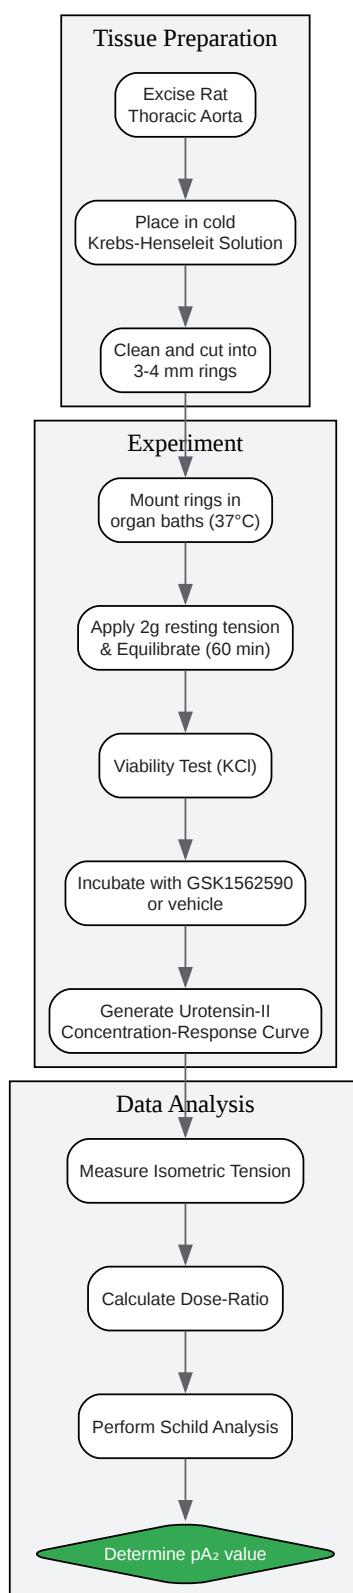 Tissue Preparation
Excise Rat
Thoracic Aorta
Place in cold
Krebs-Henseleit Solution
Clean and cut into
3-4 mm rings
Experiment
Mount rings in
organ baths (37°C)
Apply 2g resting tension
& Equilibrate (60 min)
Viability Test (KCl)
Incubate with GSK1562590
or vehicle
Generate Urotensin-II
Concentration-Response Curve
Data Analysis
Measure Isometric Tension
Calculate Dose-Ratio
Perform Schild Analysis
Determine pA₂ value